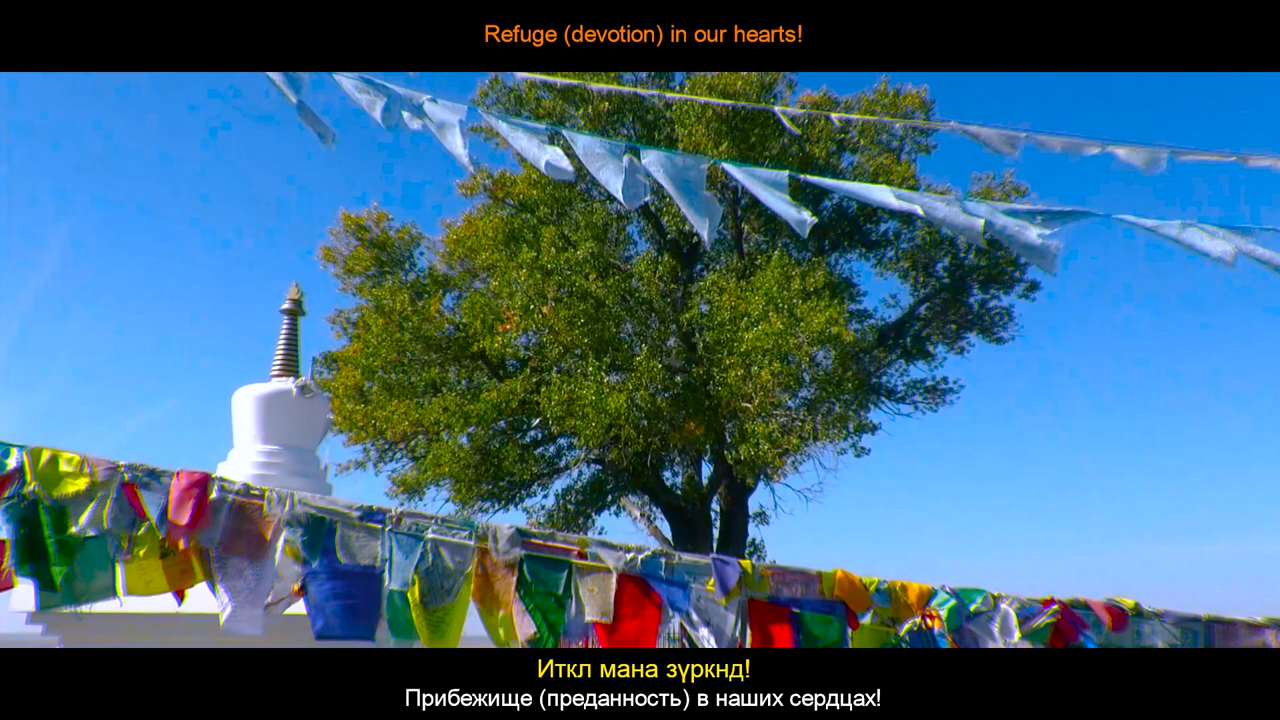 Refuge (devotion) in our hearts!
Иткл мана зүркнд!
Прибежище (преданность) в наших сердцах!